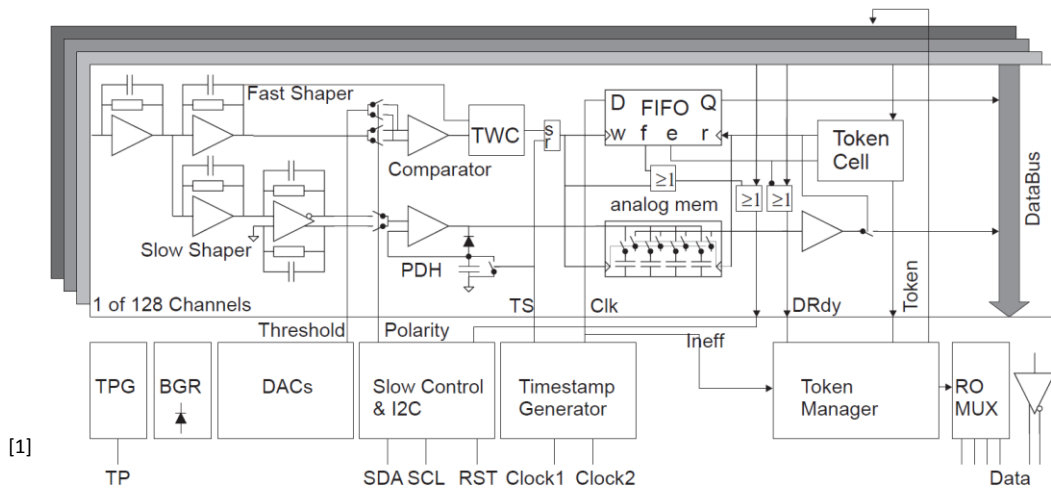 Fast Shaper
D FIFO Q
w f e r
TWC
s
r
Token
Cell
Comparator
≥1
≥1
≥1
analog mem
DataBus
Slow Shaper
PDH
1 of 128 Channels
TS
Clk
DRdy
Token
Threshold
Polarity
Ineff
TPG
BGR
DACs
Slow Control
& I2C
Timestamp
Generator
Token
Manager
RO
MUX
[1]
TP
SDA SCL RST Clock1 Clock2
Data